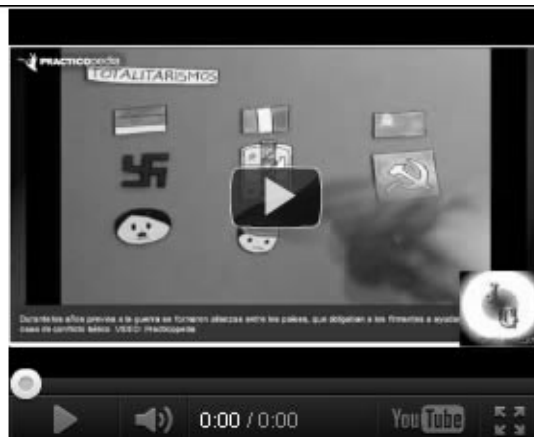 PRACTICOpedia
TOTALITARISMOS
Durante los años previos a la guerra se formaron alianzas entre los países, que obligaban a los firmantes a ayudar
caso de conflicto bélico VIDEO: Practicopedia
G
0:00 / 0:00
YouTube